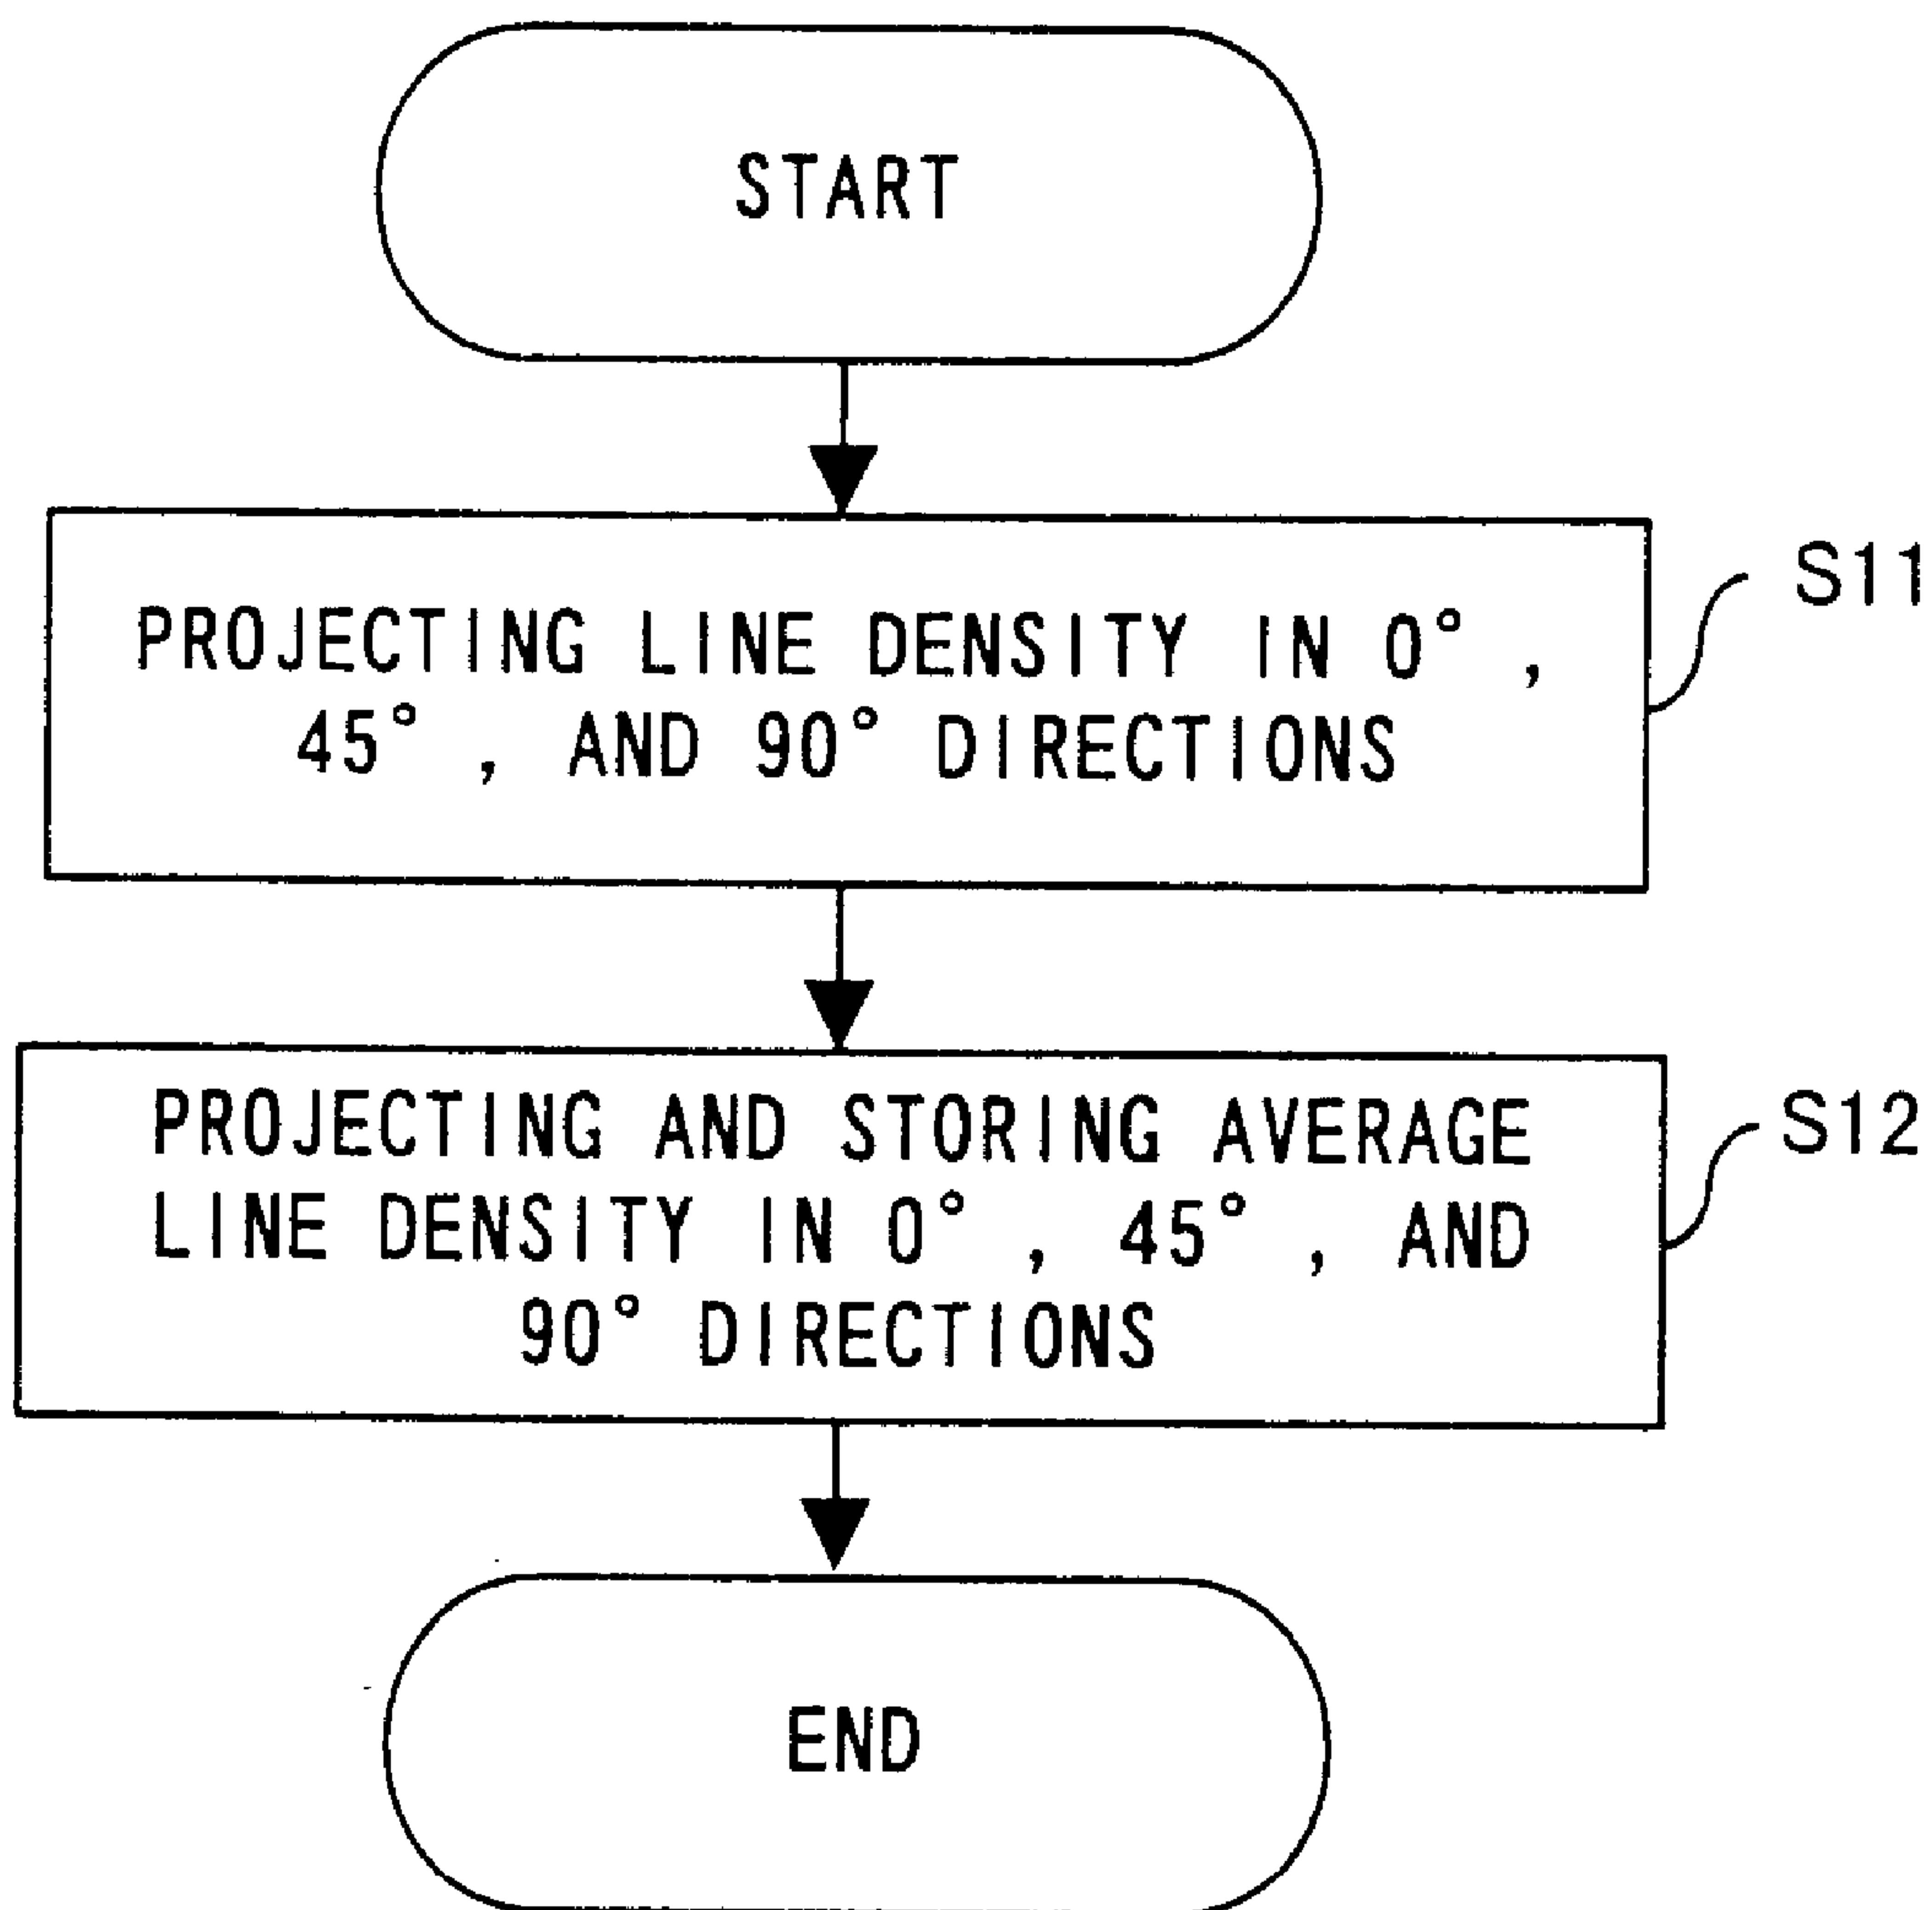 START
S11
PROJECTING LINE DENSITY IN 0° ,
45° , AND 90° DIRECTIONS
S12
PROJECTING AND STORING AVERAGE
LINE DENSITY IN 0° , 45° , AND
90° DIRECTIONS
END